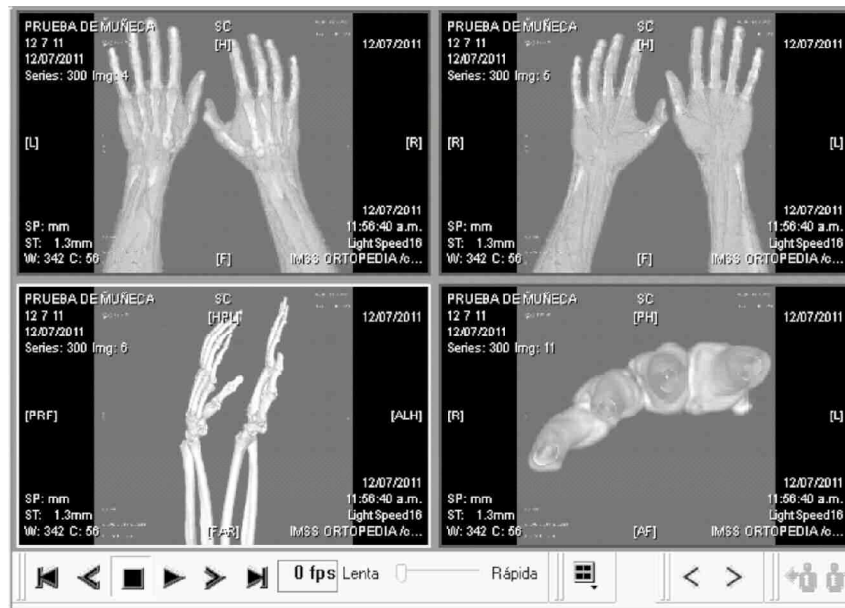 PRUEBA DE MUÑECA SC
12 7 11 [H] 12/07/2011
12/07/2011
Series: 300 Img: 4
[L] [R]
12/07/2011
SP: mm 11:56:40 a.m.
ST: 1.3mm LightSpeed16
W: 342 C: 56 [F] IMSS ORTOPEDIA /c...
PRUEBA DE MUÑECA SC
12 7 11 [H] 12/07/2011
12/07/2011
Series: 300 Img: 5
[R] [L]
12/07/2011
SP: mm 11:56:40 a.m.
ST: 1.3mm LightSpeed16
W: 342 C: 56 [F] IMSS ORTOPEDIA /c...
PRUEBA DE MUÑECA SC
12 7 11 [HPL] 12/07/2011
12/07/2011
Series: 300 Img: 6
[PRF] [ALH]
12/07/2011
SP: mm 11:56:40 a.m.
ST: 1.3mm LightSpeed16
W: 342 C: 56 [FAR] IMSS ORTOPEDIA /c...
PRUEBA DE MUÑECA SC
12 7 11 [PH] 12/07/2011
12/07/2011
Series: 300 Img: 11
[R] [L]
12/07/2011
SP: mm 11:56:40 a.m.
ST: 1.3mm LightSpeed16
W: 342 C: 56 [AF] IMSS ORTOPEDIA /c...
0 fps Lenta Rápida